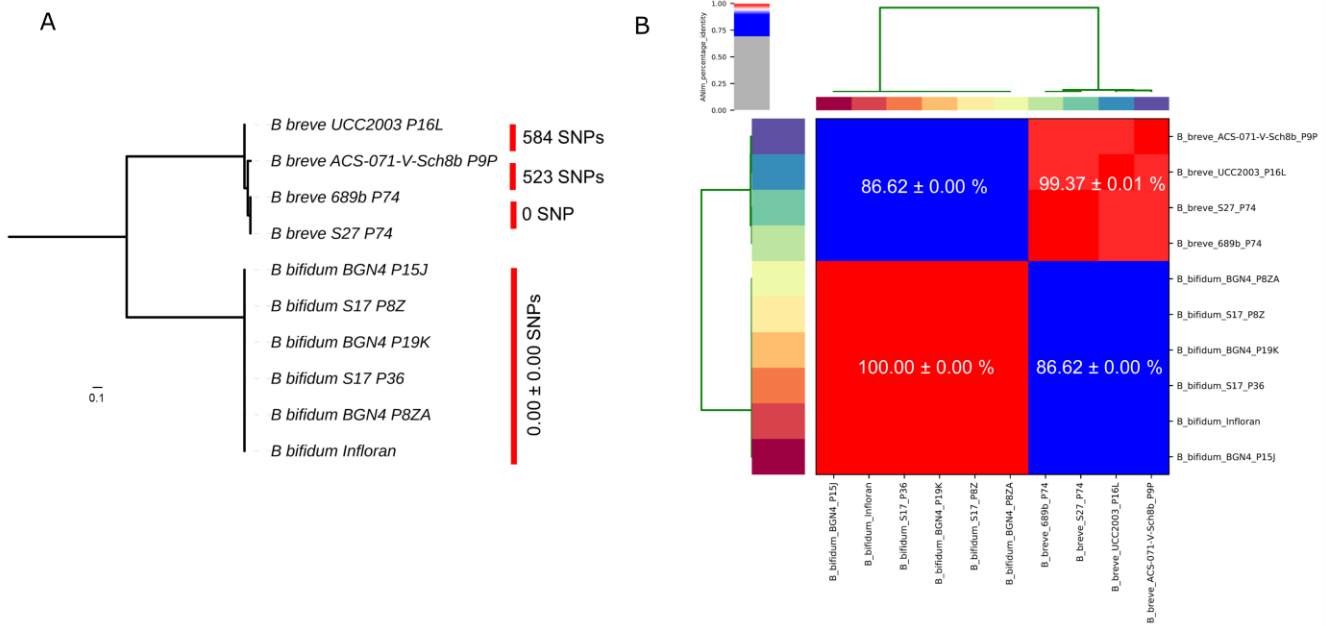 A
B breve UCC2003 P16L
B breve ACS-071-V-Sch8b P9P
B breve 689b P74
B breve S27 P74
B bifidum BGN4 P15J
B bifidum S17 P8Z
B bifidum BGN4 P19K
B bifidum S17 P36
B bifidum BGN4 P8ZA
B bifidum Infloran
584 SNPs
523 SNPs
0 SNP
0.00 ± 0.00 SNPs
0.1
B
ANIm_percentage_identity
1.00
0.75
0.50
0.25
0.00
86.62 ± 0.00 %
99.37 ± 0.01 %
100.00 ± 0.00 %
86.62 ± 0.00 %
B_breve_ACS-071-V-Sch8b_P9P
B_breve_UCC2003_P16L
B_breve_S27_P74
B_breve_689b_P74
B_bifidum_BGN4_P8ZA
B_bifidum_S17_P8Z
B_bifidum_BGN4_P19K
B_bifidum_S17_P36
B_bifidum_Infloran
B_bifidum_BGN4_P15J
B_bifidum_BGN4_P15J
B_bifidum_Infloran
B_bifidum_S17_P36
B_bifidum_BGN4_P19K
B_bifidum_S17_P8Z
B_bifidum_BGN4_P8ZA
B_breve_689b_P74
B_breve_S27_P74
B_breve_UCC2003_P16L
B_breve_ACS-071-V-Sch8b_P9P